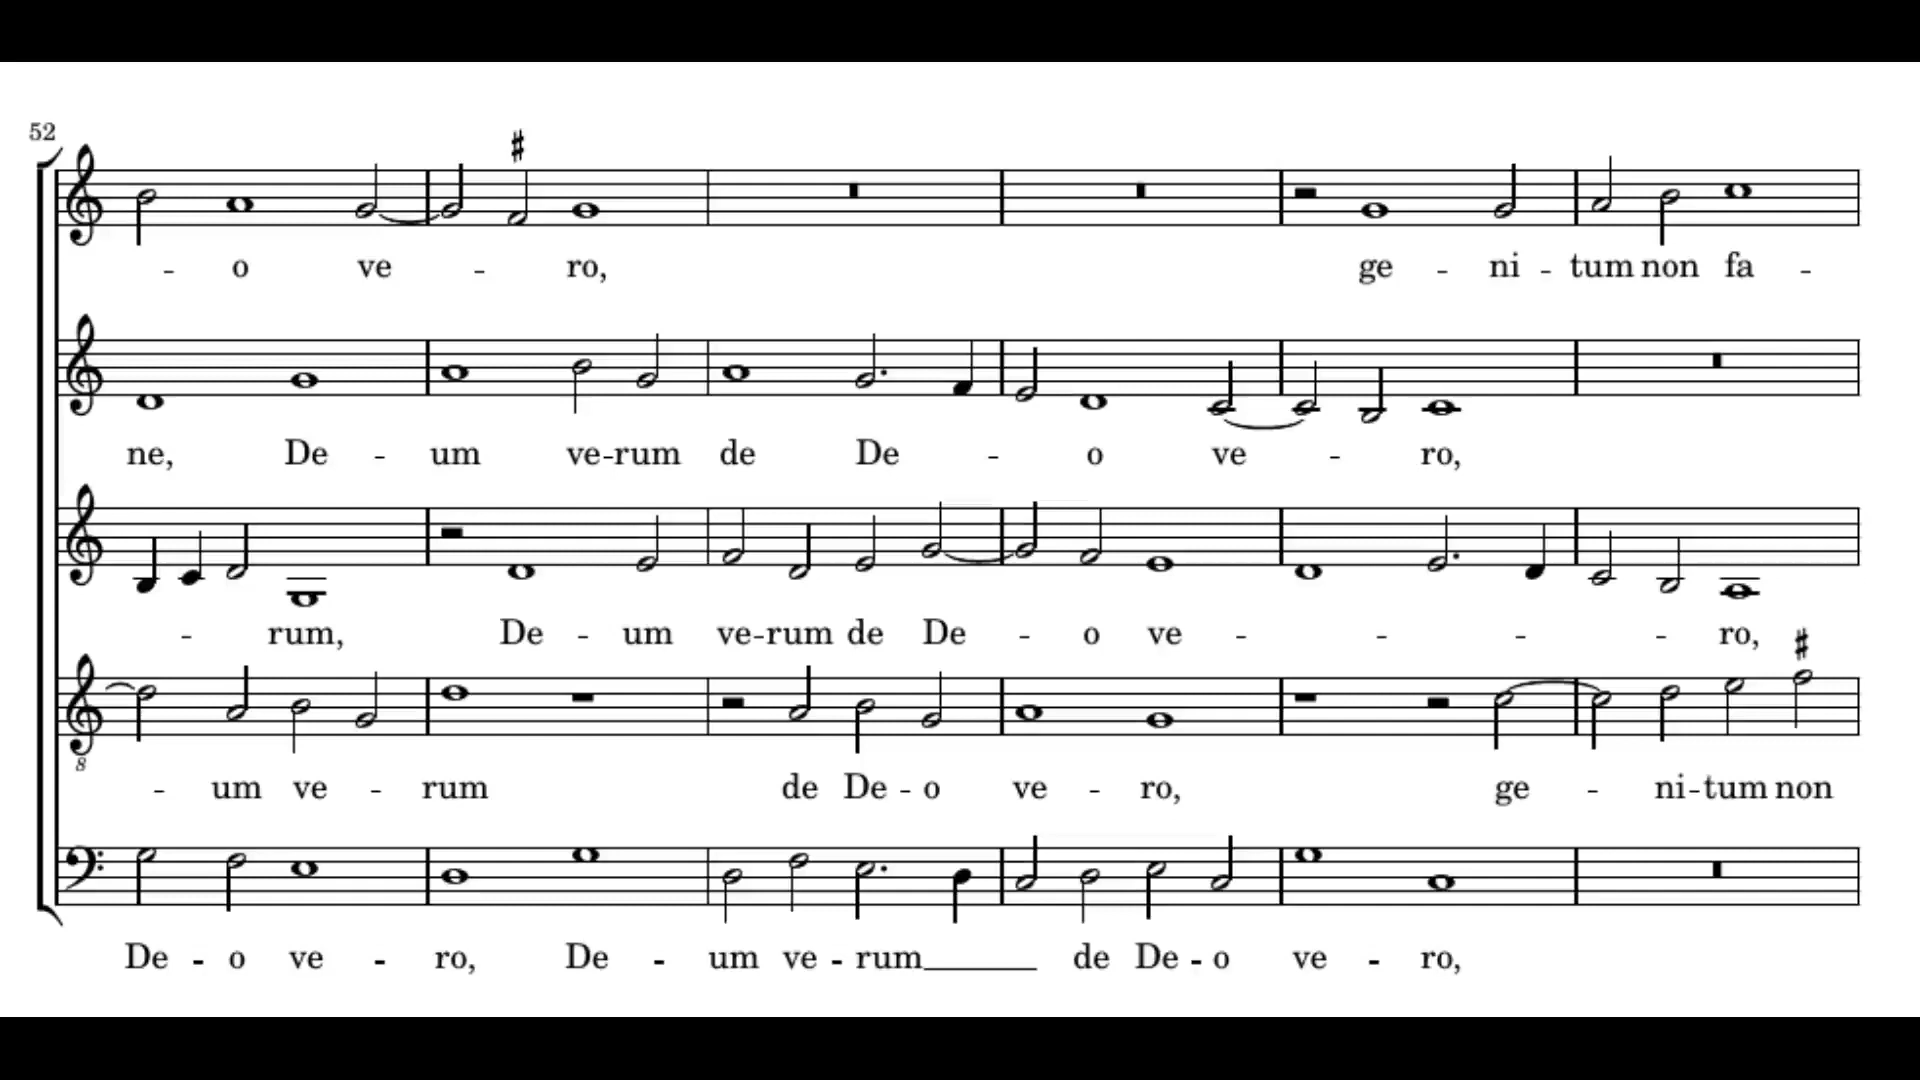 52
- o ve - ro, ge - ni - tum non fa -
ne, De - um ve - rum de De - o ve - ro,
- rum, De - um ve - rum de De - o ve - - - - ro,
8
- um ve - rum de De - o ve - ro, ge - ni - tum non
De - o ve - ro, De - um ve - rum de De - o ve - ro,